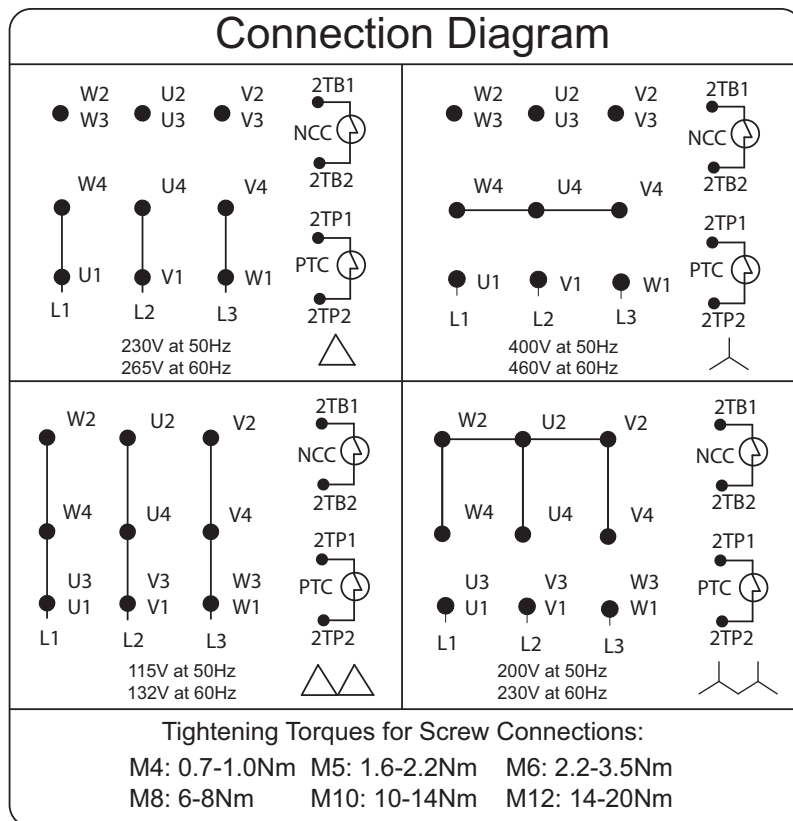 Connection Diagram
W2 U2 V2 2TB1
W3 U3 V3 NCC
2TB2
W4 U4 V4
2TP1
PTC
U1 V1 W1
2TP2
L1 L2 L3
230V at 50Hz
265V at 60Hz
W2 U2 V2 2TB1
W3 U3 V3 NCC
2TB2
W4 U4 V4
2TP1
PTC
U1 V1 W1
2TP2
L1 L2 L3
400V at 50Hz
460V at 60Hz
W2 U2 V2 2TB1
NCC
2TB2
W4 U4 V4
2TP1
U3 V3 W3 PTC
U1 V1 W1
2TP2
L1 L2 L3
115V at 50Hz
132V at 60Hz
W2 U2 V2 2TB1
NCC
2TB2
W4 U4 V4
2TP1
U3 V3 W3 PTC
U1 V1 W1
2TP2
L1 L2 L3
200V at 50Hz
230V at 60Hz
Tightening Torques for Screw Connections:
M4: 0.7-1.0Nm M5: 1.6-2.2Nm M6: 2.2-3.5Nm
M8: 6-8Nm M10: 10-14Nm M12: 14-20Nm